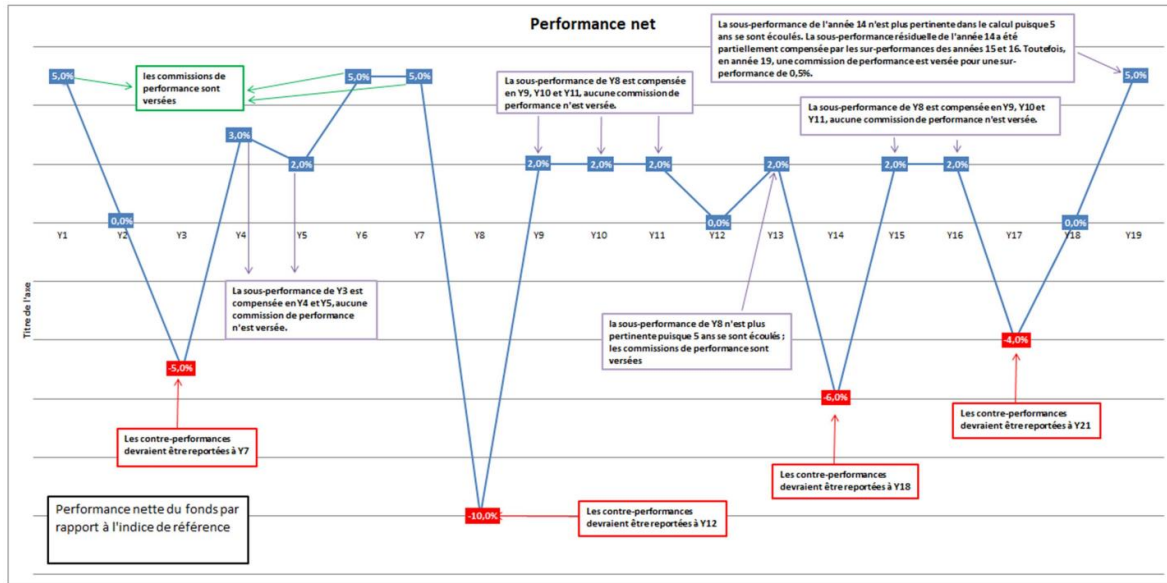 Performance net
La sous-performance de l'année 14 n'est plus pertinente dans le calcul puisque 5
ans se sont écoulés. La sous-performance résiduelle de l'année 14 a été
partiellement compensée par les sur-performances des années 15 et 16. Toutefois,
en année 19, une commission de performance est versée pour une sur-
performance de 0,5%.
les commissions de
performance sont
versées
La sous-performance de Y8 est compensée
en Y9, Y10 et Y11, aucune commission de
performance n'est versée.
La sous-performance de Y8 est compensée en Y9, Y10 et
Y11, aucune commission de performance n'est versée.
5,0%
0,0%
-5,0%
3,0%
2,0%
5,0%
5,0%
-10,0%
2,0%
2,0%
2,0%
0,0%
2,0%
-6,0%
2,0%
2,0%
-4,0%
0,0%
5,0%
Y1
Y2
Y3
Y4
Y5
Y6
Y7
Y8
Y9
Y10
Y11
Y12
Y13
Y14
Y15
Y16
Y17
Y18
Y19
Titre de l'axe
La sous-performance de Y3 est
compensée en Y4 et Y5, aucune
commission de performance
n'est versée.
la sous-performance de Y8 n'est plus
pertinente puisque 5 ans se sont écoulés ;
les commissions de performance sont
versées
Les contre-performances
devraient être reportées à Y7
Les contre-performances
devraient être reportées à Y12
Les contre-performances
devraient être reportées à Y18
Les contre-performances
devraient être reportées à Y21
Performance nette du fonds par
rapport à l'indice de référence